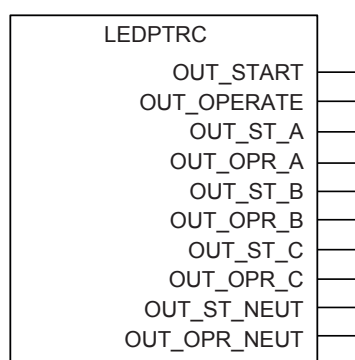 LEDPTRC
OUT_START
OUT_OPERATE
OUT_ST_A
OUT_OPR_A
OUT_ST_B
OUT_OPR_B
OUT_ST_C
OUT_OPR_C
OUT_ST_NEUT
OUT_OPR_NEUT